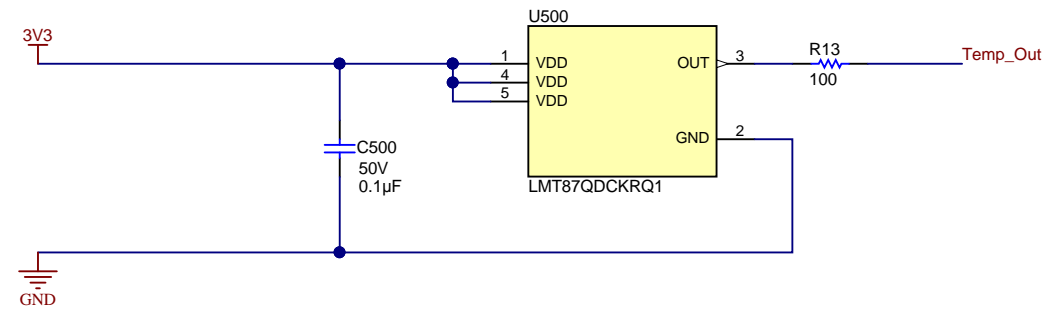 U500
3V3
1 VDD
4 VDD
5 VDD
OUT 3
R13
100
Temp_Out
GND 2
C500
50V
0.1µF
LMT87QDCKRQ1
GND